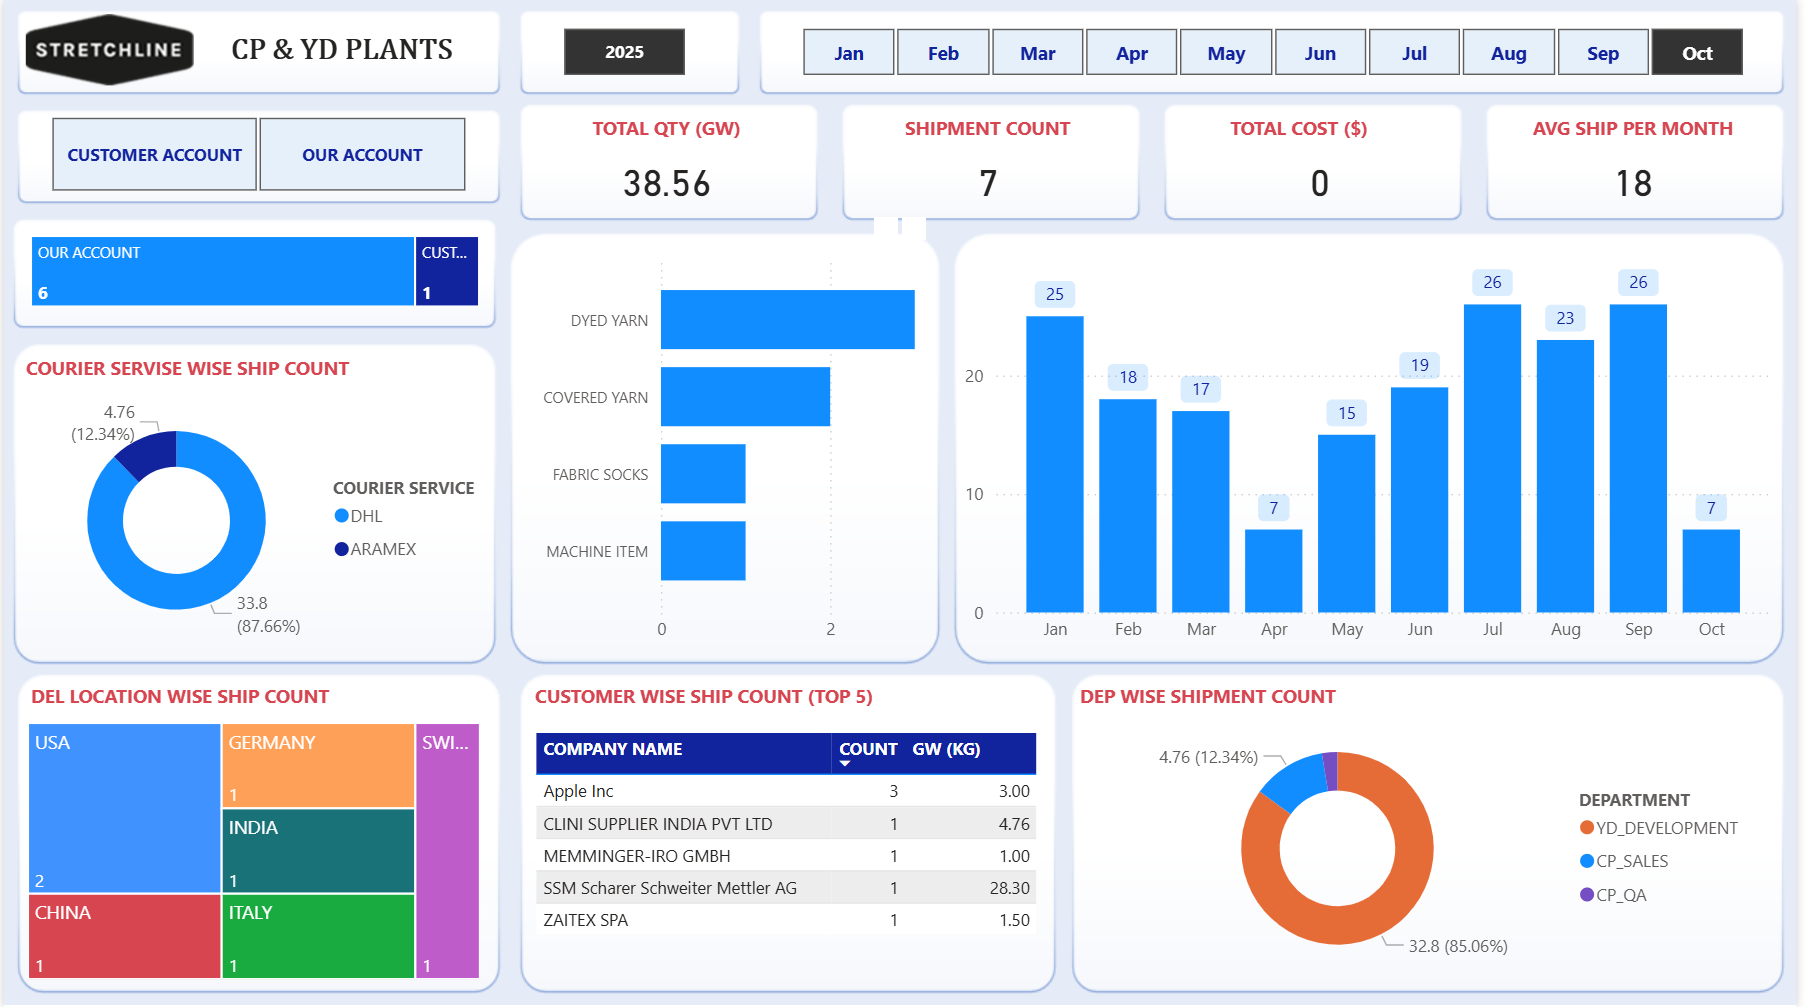 STRETCHLINE
CP & YD PLANTS
2025
Jan Feb Mar Apr May Jun Jul Aug Sep Oct
CUSTOMER ACCOUNT OUR ACCOUNT
TOTAL QTY (GW)
38.56
SHIPMENT COUNT
7
TOTAL COST ($)
0
AVG SHIP PER MONTH
18
OUR ACCOUNT
6
CUST...
1
COURIER SERVISE WISE SHIP COUNT
4.76
(12.34%)
33.8
(87.66%)
COURIER SERVICE
DHL
ARAMEX
DYED YARN
COVERED YARN
FABRIC SOCKS
MACHINE ITEM
0 2
20
10
0
25 18 17 7 15 19 26 23 26 7
Jan Feb Mar Apr May Jun Jul Aug Sep Oct
DEL LOCATION WISE SHIP COUNT
USA
2
CHINA
1
GERMANY
1
INDIA
1
ITALY
1
SWI...
1
CUSTOMER WISE SHIP COUNT (TOP 5)
COMPANY NAME COUNT GW (KG)
Apple Inc 3 3.00
CLINI SUPPLIER INDIA PVT LTD 1 4.76
MEMMINGER-IRO GMBH 1 1.00
SSM Scharer Schweiter Mettler AG 1 28.30
ZAITEX SPA 1 1.50
DEP WISE SHIPMENT COUNT
4.76 (12.34%)
32.8 (85.06%)
DEPARTMENT
YD_DEVELOPMENT
CP_SALES
CP_QA